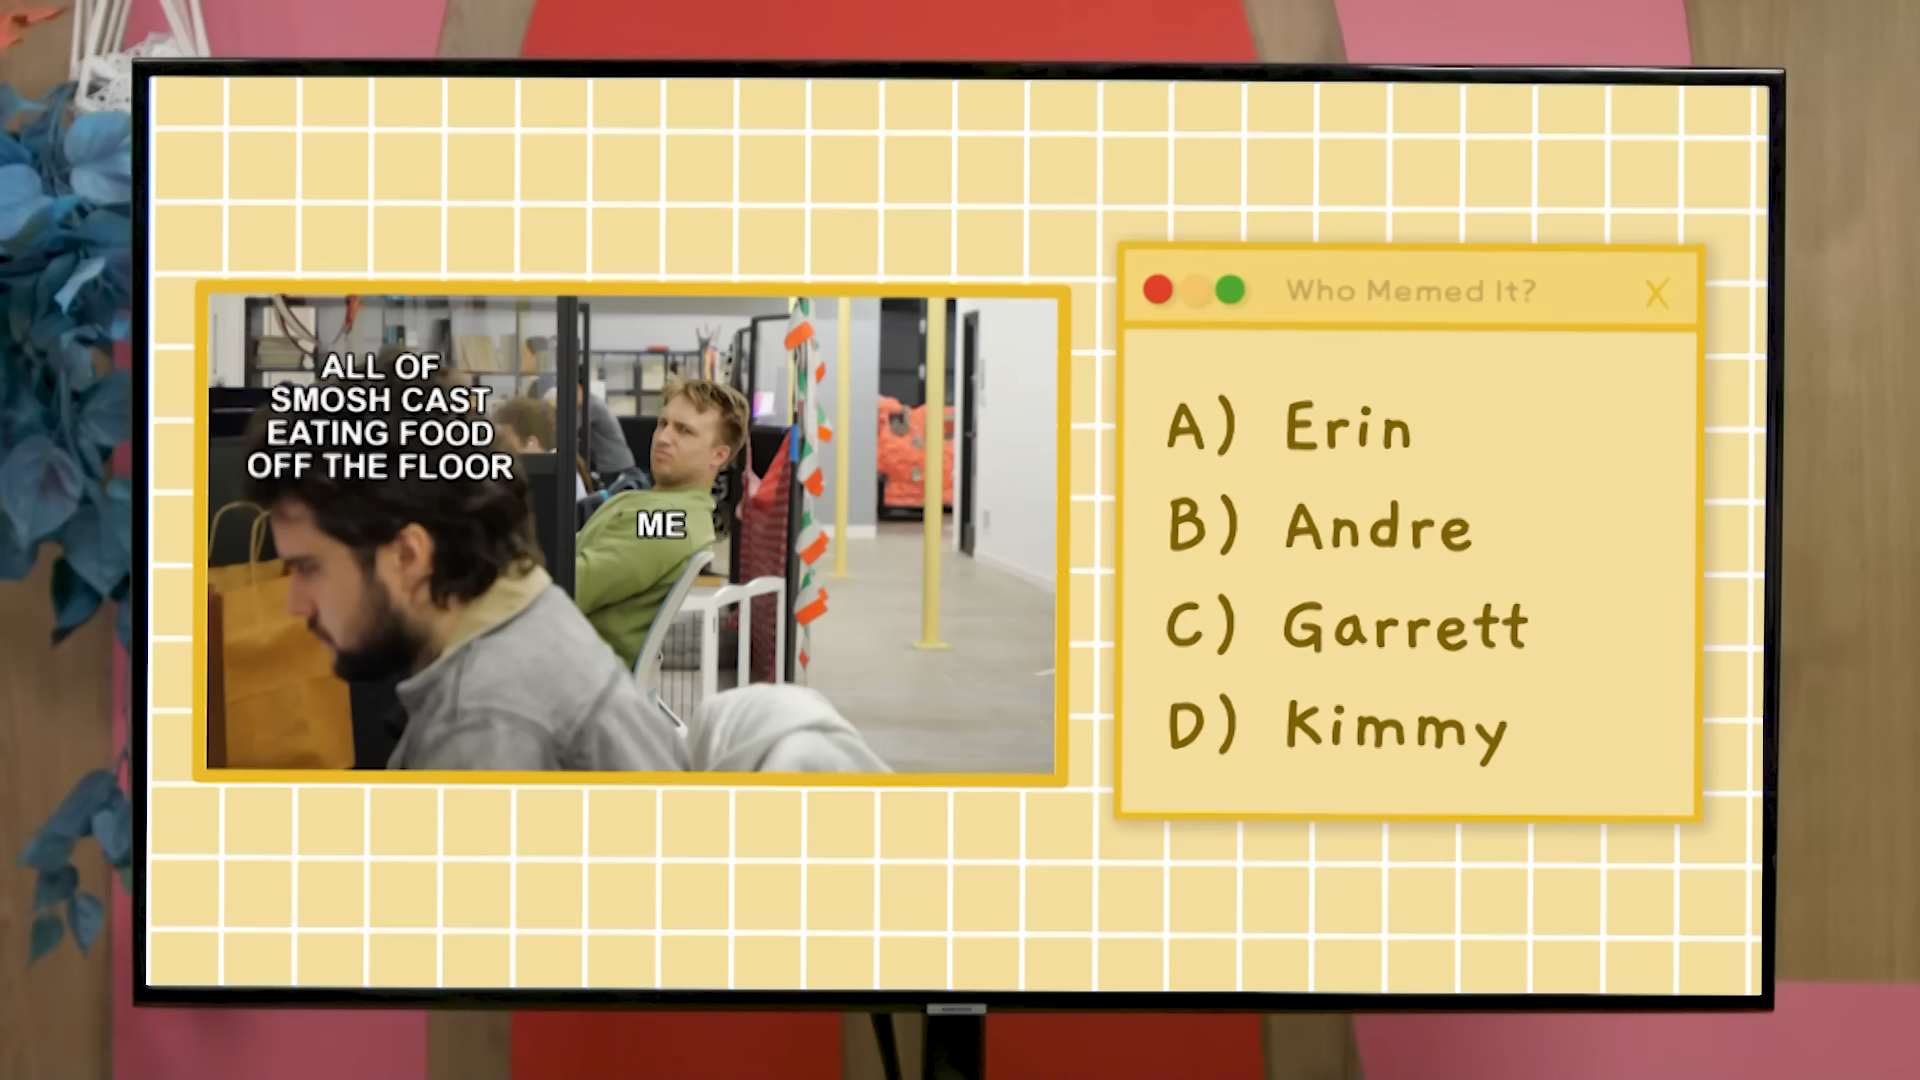 ALL OF
SMOSH CAST
EATING FOOD
OFF THE FLOOR
ME
Who Memed It?
X
A) Erin
B) Andre
C) Garrett
D) Kimmy